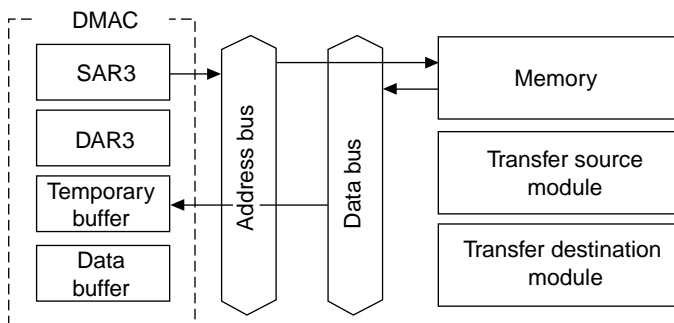 DMAC
SAR3
DAR3
Temporary
buffer
Data
buffer
Address bus
Data bus
Memory
Transfer source
module
Transfer destination
module